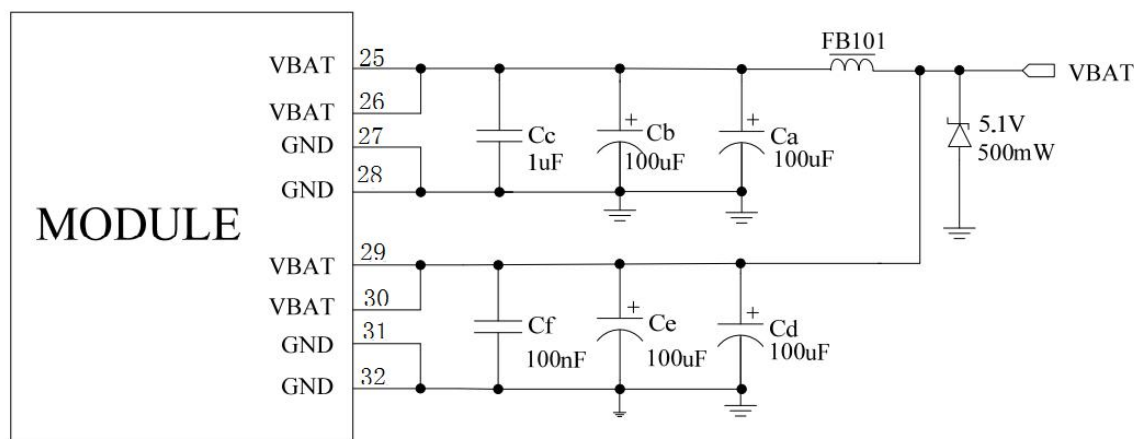 FB101
VBAT 25
VBAT
VBAT 26
5.1V
500mW
GND 27
Cc
1uF
+ Cb
100uF
+ Ca
100uF
GND 28
MODULE
VBAT 29
VBAT 30
GND 31
Cf
100nF
+ Ce
100uF
+ Cd
100uF
GND 32